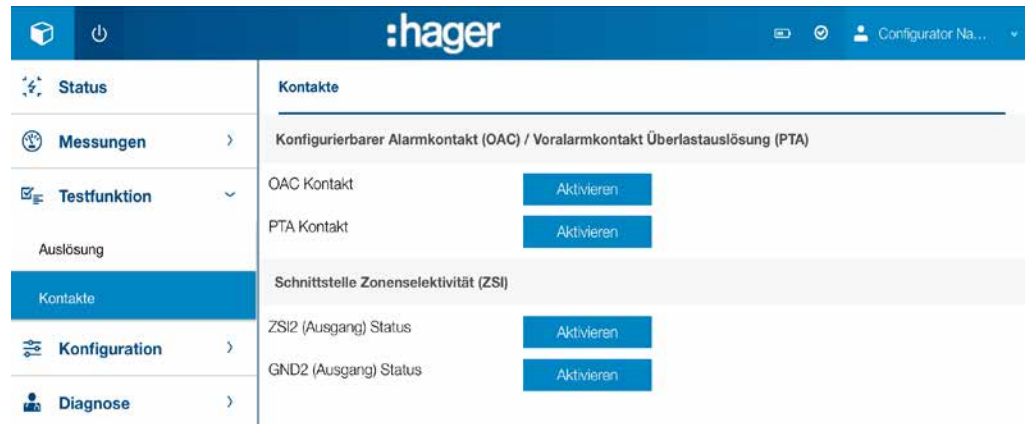 :hager
Configurator Na...
Status
Messungen
Testfunktion
Auslösung
Kontakte
Konfiguration
Diagnose
Kontakte
Konfigurierbarer Alarmkontakt (OAC) / Voralarmkontakt Überlastauslösung (PTA)
OAC Kontakt
Aktivieren
PTA Kontakt
Aktivieren
Schnittstelle Zonenselektivität (ZSI)
ZSI2 (Ausgang) Status
Aktivieren
GND2 (Ausgang) Status
Aktivieren